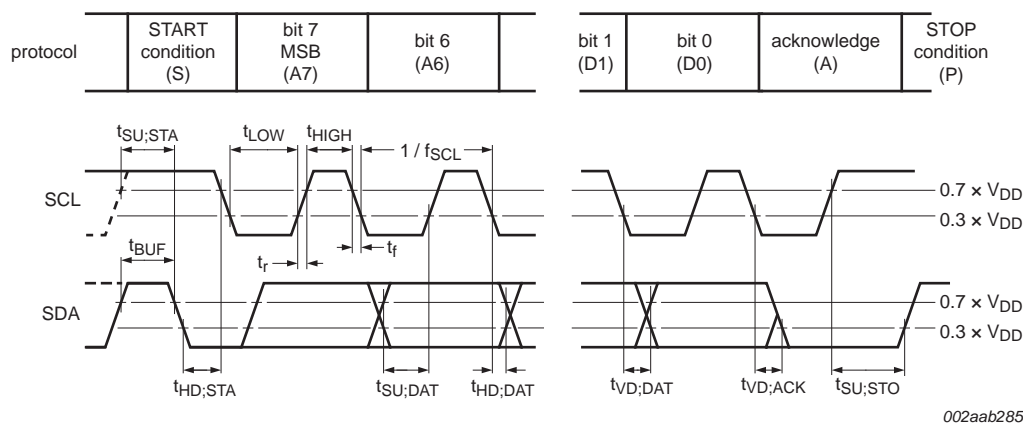 protocol
START
condition
(S)
bit 7
MSB
(A7)
bit 6
(A6)
bit 1
(D1)
bit 0
(D0)
acknowledge
(A)
STOP
condition
(P)
tSU;STA
tLOW
tHIGH
1 / fSCL
SCL
0.7 × VDD
0.3 × VDD
tBUF
tr
tf
SDA
0.7 × VDD
0.3 × VDD
tHD;STA
tSU;DAT
tHD;DAT
tVD;DAT
tVD;ACK
tSU;STO
002aab285